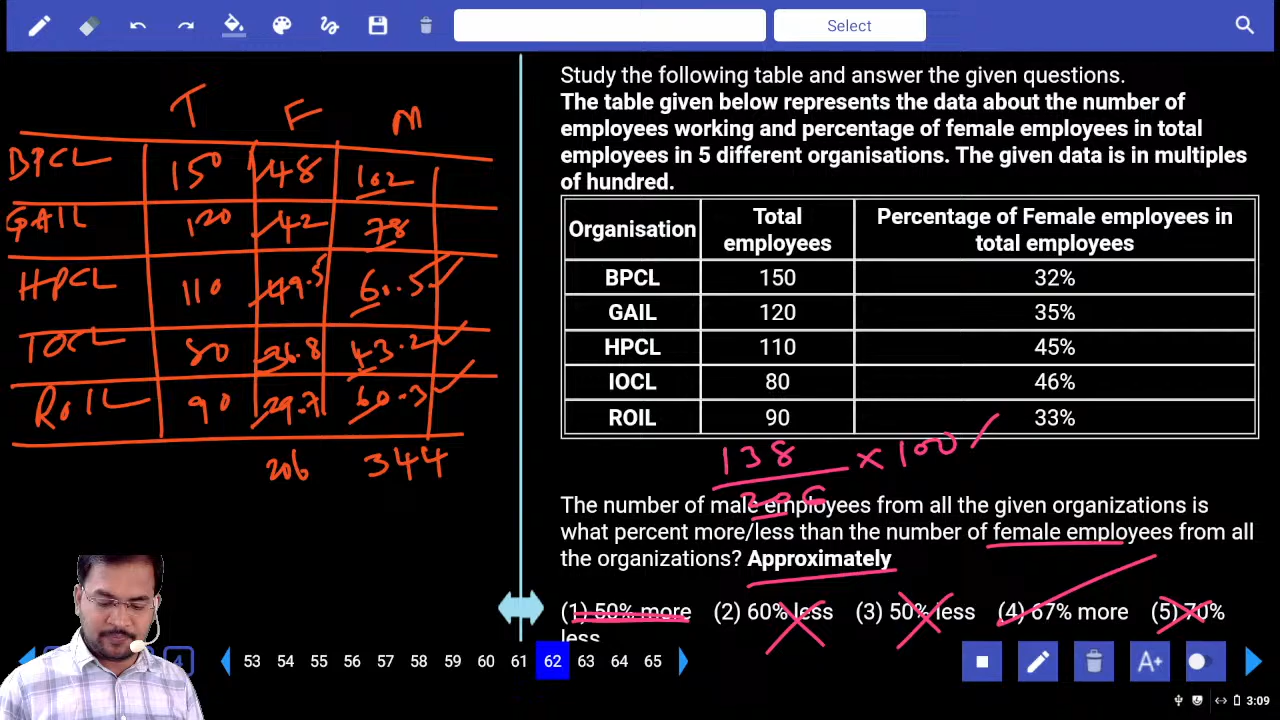 Select
T F M
BPCL 150 48 102
GAIL 120 42 78
HPCL 110 49.5 60.5
IOCL 80 36.8 43.2
ROIL 90 29.7 60.3
206 344
Study the following table and answer the given questions.
The table given below represents the data about the number of
employees working and percentage of female employees in total
employees in 5 different organisations. The given data is in multiples
of hundred.
Organisation Total employees Percentage of Female employees in total employees
BPCL 150 32%
GAIL 120 35%
HPCL 110 45%
IOCL 80 46%
ROIL 90 33%
138
206 × 100
The number of male employees from all the given organizations is
what percent more/less than the number of female employees from all
the organizations? Approximately
(1) 50% more (2) 60% less (3) 50% less (4) 67% more (5) 70%
less
4 53 54 55 56 57 58 59 60 61 62 63 64 65
A+
3:09